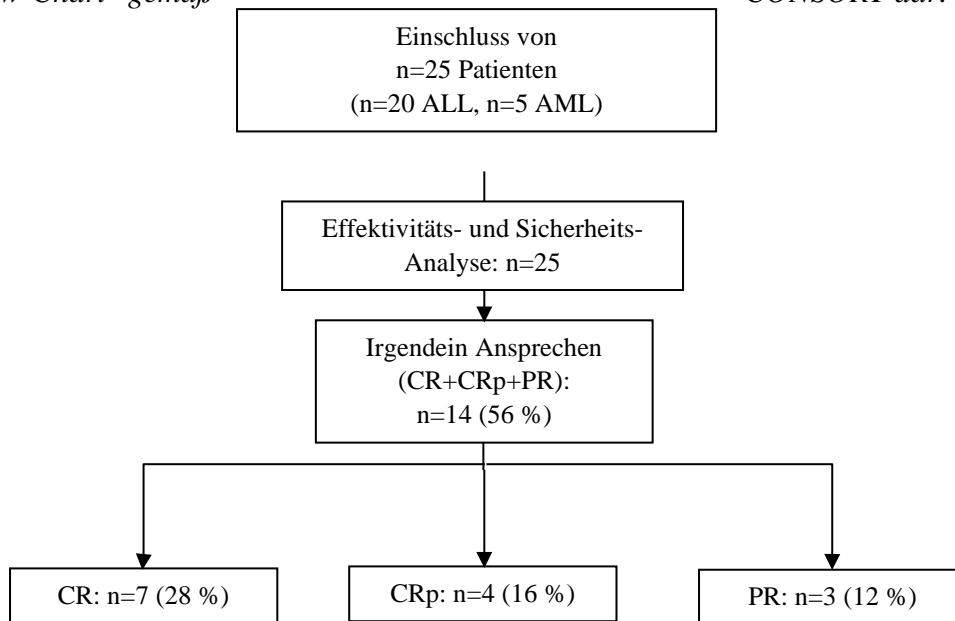 gemäß
Einschluss von
n=25 Patienten
(n=20 ALL, n=5 AML)
Effektivitäts- und Sicherheits-
Analyse: n=25
Irgendein Ansprechen
(CR+CRp+PR):
n=14 (56 %)
CR: n=7 (28 %)
CRp: n=4 (16 %)
PR: n=3 (12 %)